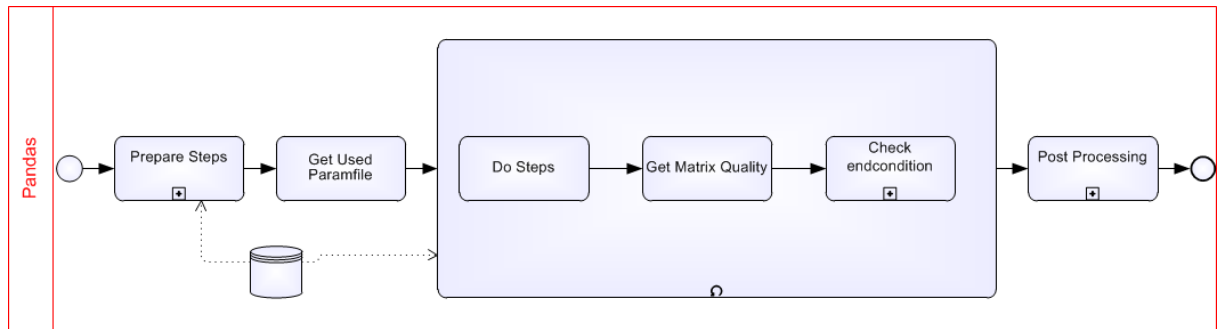 Pandas
Prepare Steps
Get Used
Paramfile
Do Steps
Get Matrix Quality
Check
endcondition
Post Processing